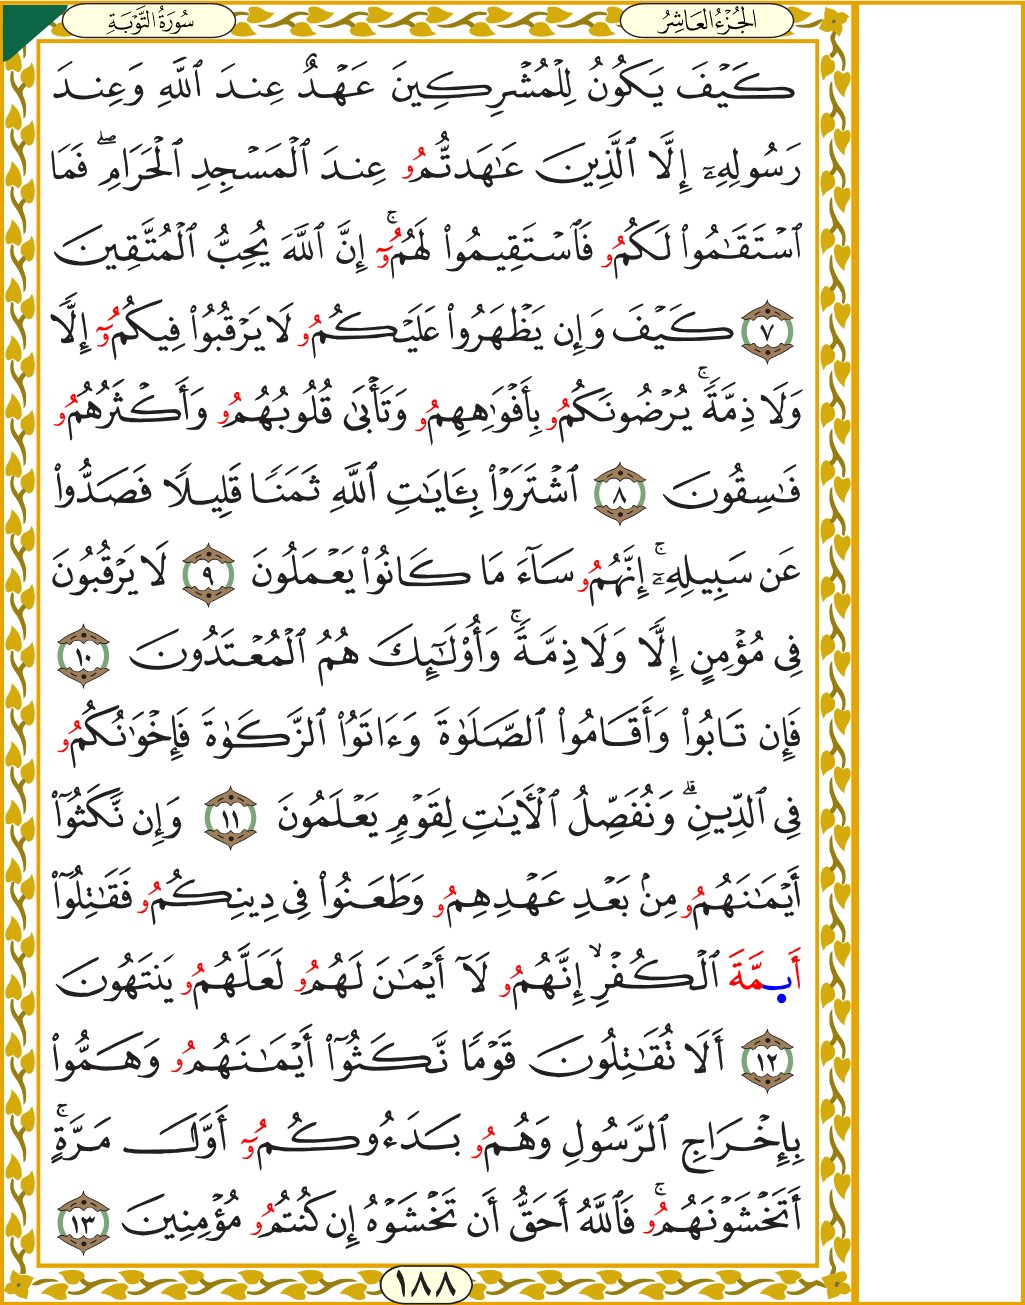 سُورَةُ التَّوْبَةِ
الجُزْءُ العَاشِرُ
كَيْفَ يَكُونُ لِلْمُشْرِكِينَ عَهْدٌ عِندَ ٱللَّهِ وَعِندَ
رَسُولِهِۦٓ إِلَّا ٱلَّذِينَ عَٰهَدتُّمُۥ عِندَ ٱلْمَسْجِدِ ٱلْحَرَامِۖ فَمَا
ٱسْتَقَٰمُوا۟ لَكُمُۥ فَٱسْتَقِيمُوا۟ لَهُمُۥٓۚ إِنَّ ٱللَّهَ يُحِبُّ ٱلْمُتَّقِينَ
٧ كَيْفَ وَإِن يَظْهَرُوا۟ عَلَيْكُمُۥ لَا يَرْقُبُوا۟ فِيكُمُۥٓ إِلًّا
وَلَا ذِمَّةًۚ يُرْضُونَكُمُۥ بِأَفْوَٰهِهِمُۥ وَتَأْبَىٰ قُلُوبُهُمُۥ وَأَكْثَرُهُمُۥ
فَٰسِقُونَ ٨ ٱشْتَرَوْا۟ بِـَٔايَٰتِ ٱللَّهِ ثَمَنًا قَلِيلًا فَصَدُّوا۟
عَن سَبِيلِهِۦٓۚ إِنَّهُمُۥ سَآءَ مَا كَانُوا۟ يَعْمَلُونَ ٩ لَا يَرْقُبُونَ
فِى مُؤْمِنٍ إِلًّا وَلَا ذِمَّةًۚ وَأُو۟لَٰٓئِكَ هُمُ ٱلْمُعْتَدُونَ ١٠
فَإِن تَابُوا۟ وَأَقَامُوا۟ ٱلصَّلَوٰةَ وَءَاتَوُا۟ ٱلزَّكَوٰةَ فَإِخْوَٰنُكُمُۥ
فِى ٱلدِّينِۗ وَنُفَصِّلُ ٱلْأَيَٰتِ لِقَوْمٍ يَعْلَمُونَ ١١ وَإِن نَّكَثُوٓا۟
أَيْمَٰنَهُمُۥ مِنۢ بَعْدِ عَهْدِهِمُۥ وَطَعَنُوا۟ فِى دِينِكُمُۥ فَقَٰتِلُوٓا۟
أَىِٕمَّةَ ٱلْكُفْرِۙ إِنَّهُمُۥ لَآ أَيْمَٰنَ لَهُمُۥ لَعَلَّهُمُۥ يَنتَهُونَ
١٢ أَلَا تُقَٰتِلُونَ قَوْمًا نَّكَثُوٓا۟ أَيْمَٰنَهُمُۥ وَهَمُّوا۟
بِإِخْرَاجِ ٱلرَّسُولِ وَهُمُۥ بَدَءُوكُمُۥٓ أَوَّلَ مَرَّةٍۚ
أَتَخْشَوْنَهُمُۥۚ فَٱللَّهُ أَحَقُّ أَن تَخْشَوْهُ إِن كُنتُمُۥ مُؤْمِنِينَ ١٣
١٨٨